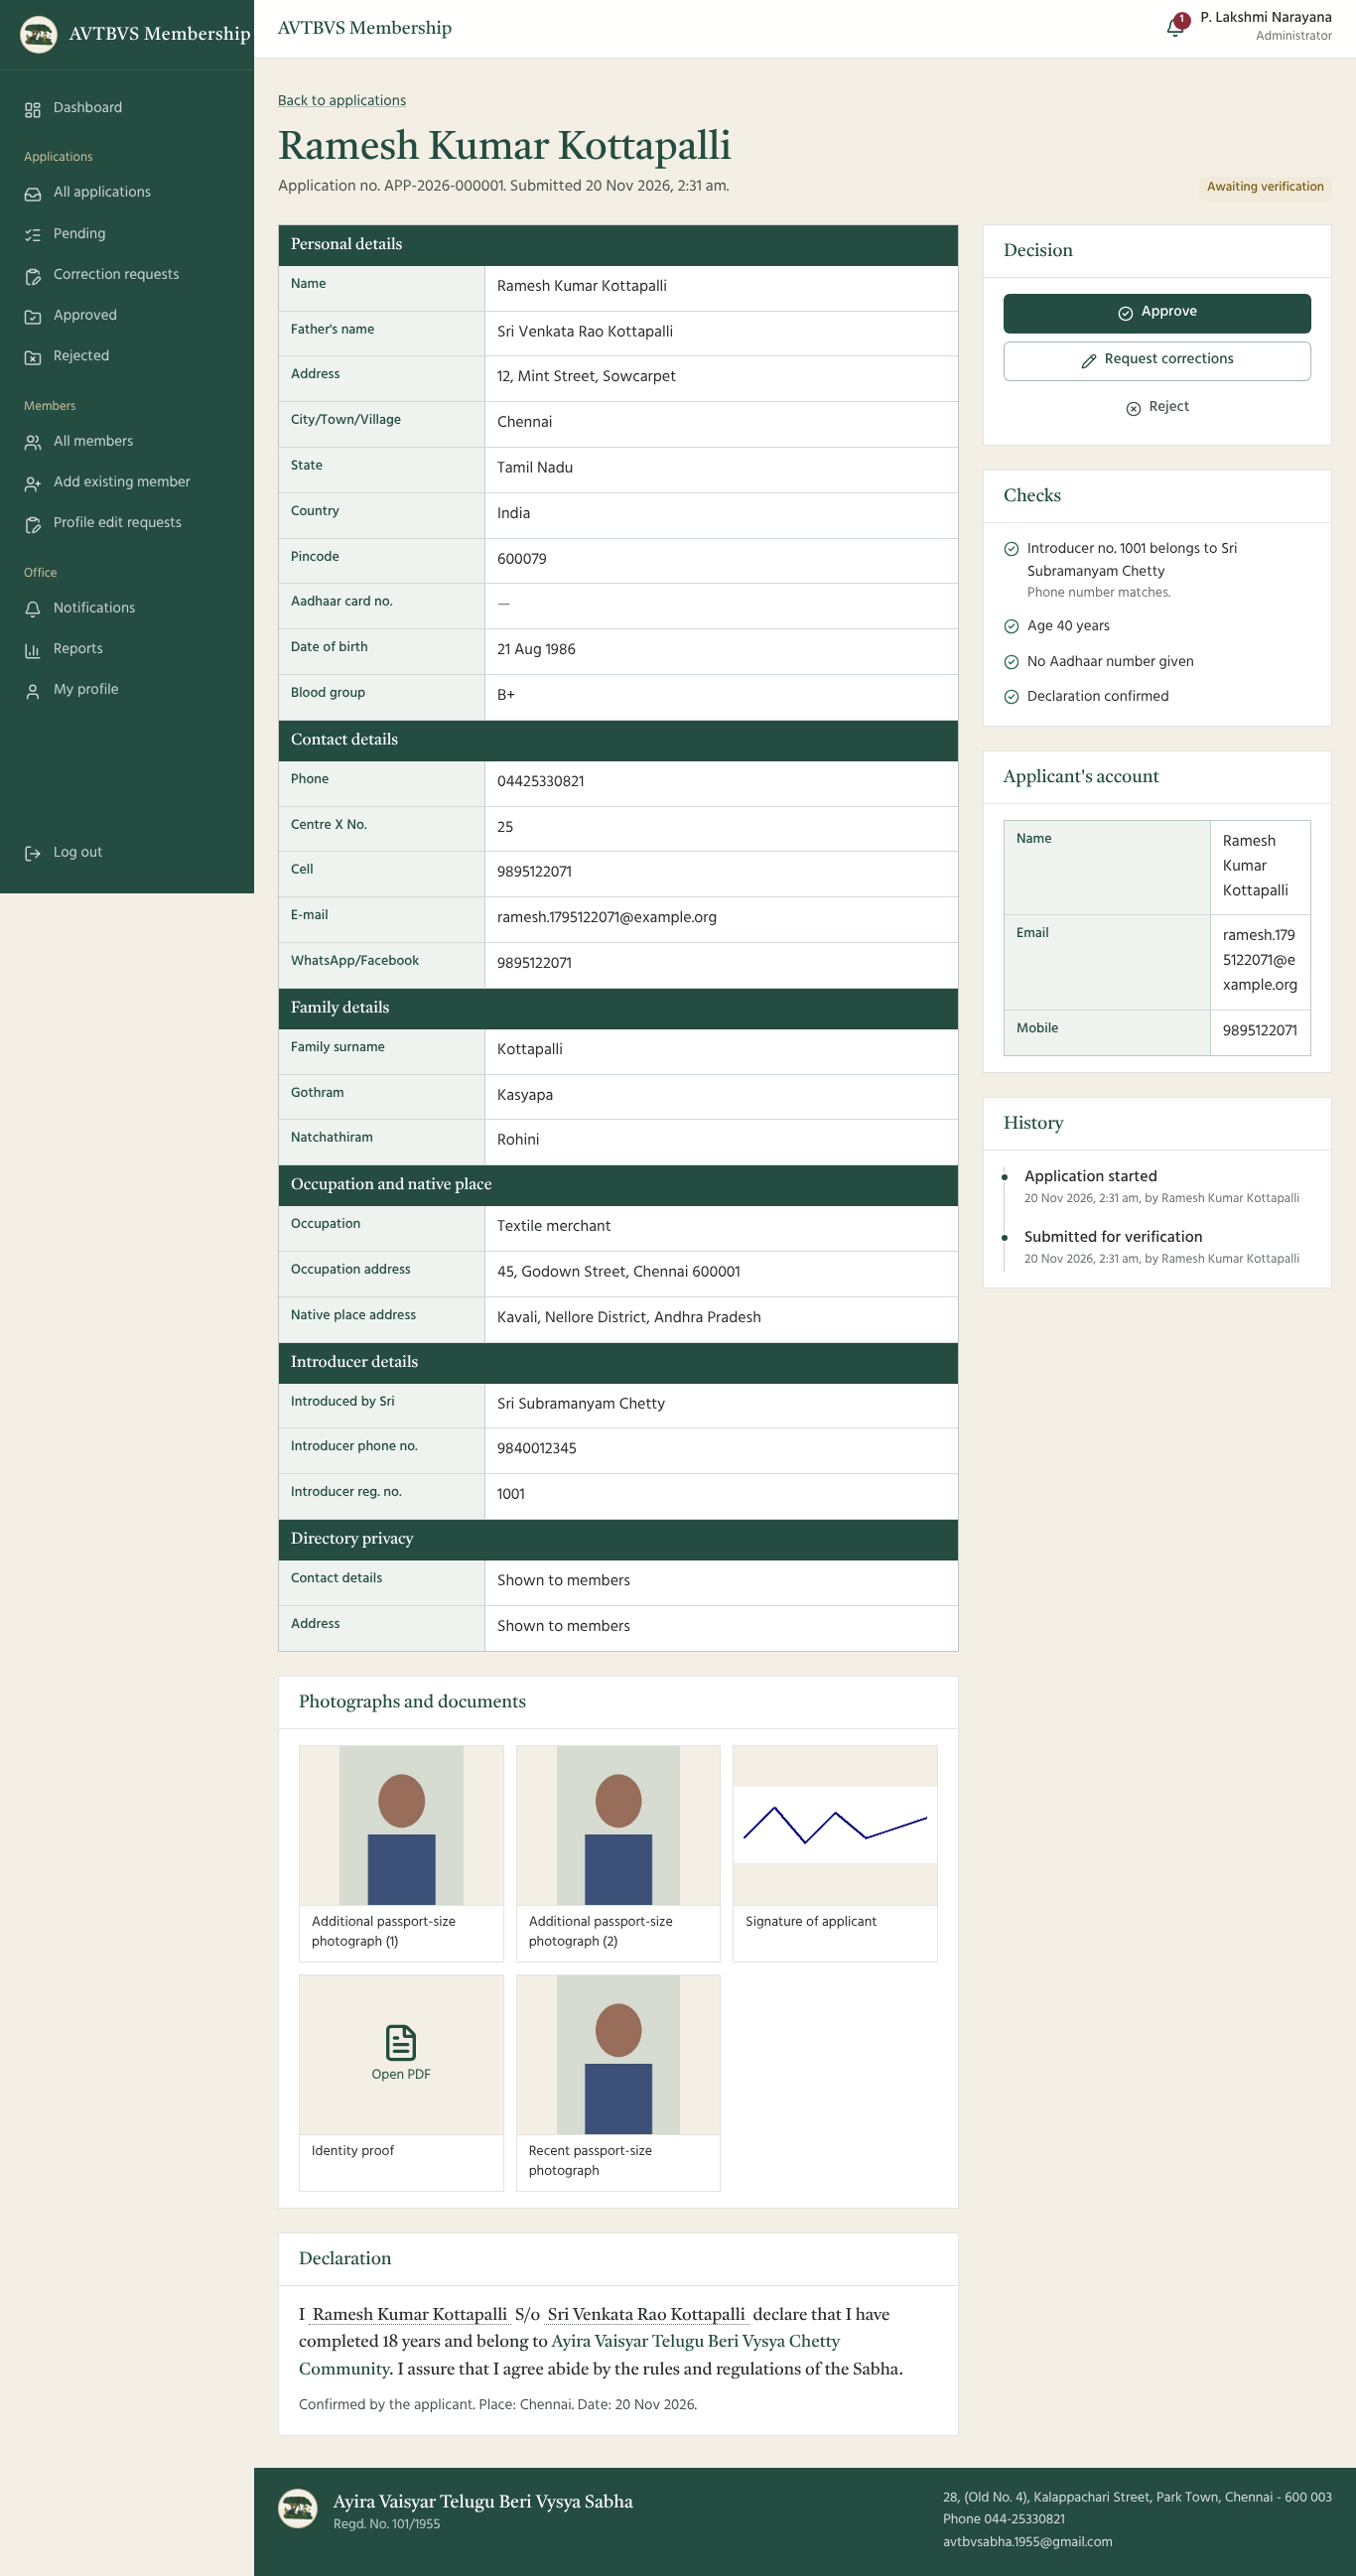 AVTBVS Membership
Dashboard
Applications
All applications
Pending
Correction requests
Approved
Rejected
Members
All members
Add existing member
Profile edit requests
Office
Notifications
Reports
My profile
Log out
AVTBVS Membership
1
P. Lakshmi Narayana
Administrator
Back to applications
Ramesh Kumar Kottapalli
Application no. APP-2026-000001. Submitted 20 Nov 2026, 2:31 am.
Awaiting verification
Personal details
Name Ramesh Kumar Kottapalli
Father's name Sri Venkata Rao Kottapalli
Address 12, Mint Street, Sowcarpet
City/Town/Village Chennai
State Tamil Nadu
Country India
Pincode 600079
Aadhaar card no. —
Date of birth 21 Aug 1986
Blood group B+
Contact details
Phone 04425330821
Centre X No. 25
Cell 9895122071
E-mail ramesh.1795122071@example.org
WhatsApp/Facebook 9895122071
Family details
Family surname Kottapalli
Gothram Kasyapa
Natchathiram Rohini
Occupation and native place
Occupation Textile merchant
Occupation address 45, Godown Street, Chennai 600001
Native place address Kavali, Nellore District, Andhra Pradesh
Introducer details
Introduced by Sri Sri Subramanyam Chetty
Introducer phone no. 9840012345
Introducer reg. no. 1001
Directory privacy
Contact details Shown to members
Address Shown to members
Photographs and documents
Additional passport-size
photograph (1)
Additional passport-size
photograph (2)
Signature of applicant
Open PDF
Identity proof
Recent passport-size
photograph
Declaration
I Ramesh Kumar Kottapalli S/o Sri Venkata Rao Kottapalli declare that I have
completed 18 years and belong to Ayira Vaisyar Telugu Beri Vysya Chetty
Community. I assure that I agree abide by the rules and regulations of the Sabha.
Confirmed by the applicant. Place: Chennai. Date: 20 Nov 2026.
Decision
Approve
Request corrections
Reject
Checks
Introducer no. 1001 belongs to Sri
Subramanyam Chetty
Phone number matches.
Age 40 years
No Aadhaar number given
Declaration confirmed
Applicant's account
Name Ramesh
Kumar
Kottapalli
Email ramesh.179
5122071@e
xample.org
Mobile 9895122071
History
Application started
20 Nov 2026, 2:31 am, by Ramesh Kumar Kottapalli
Submitted for verification
20 Nov 2026, 2:31 am, by Ramesh Kumar Kottapalli
Ayira Vaisyar Telugu Beri Vysya Sabha
Regd. No. 101/1955
28, (Old No. 4), Kalappachari Street, Park Town, Chennai - 600 003
Phone 044-25330821
avtbvsabha.1955@gmail.com